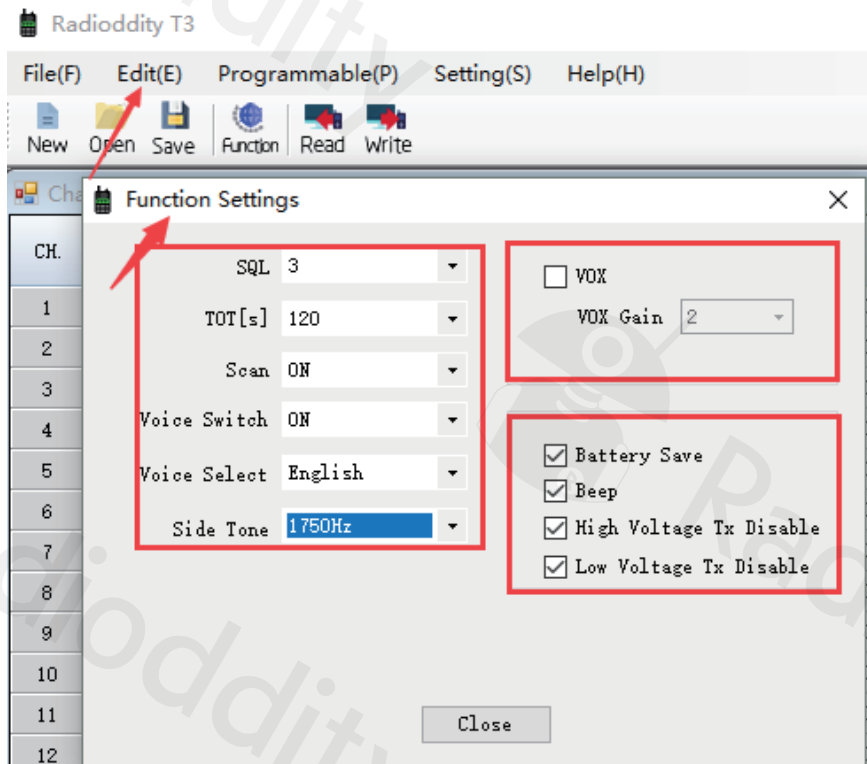 Radioddity T3
File(F) Edit(E) Programmable(P) Setting(S) Help(H)
New Open Save Function Read Write
Cha
Function Settings
CH.
SQL 3
TOT[s] 120
Scan ON
Voice Switch ON
Voice Select English
Side Tone 1750Hz
VOX
VOX Gain 2
Battery Save
Beep
High Voltage Tx Disable
Low Voltage Tx Disable
1
2
3
4
5
6
7
8
9
10
11
12
Close